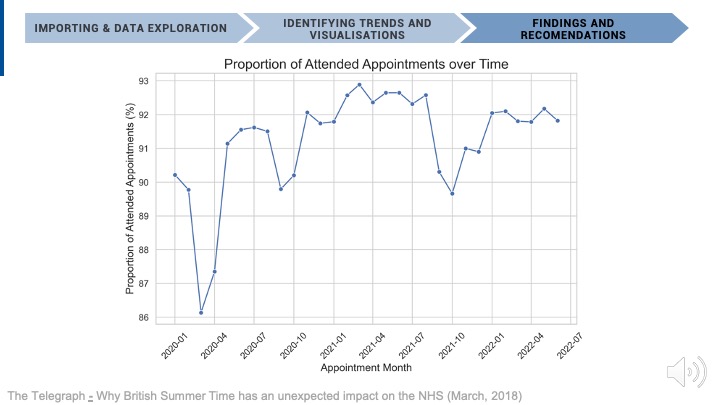 IMPORTING & DATA EXPLORATION
IDENTIFYING TRENDS AND
VISUALISATIONS
FINDINGS AND
RECOMENDATIONS
Proportion of Attended Appointments over Time
Proportion of Attended Appointments (%)
93
92
91
90
89
88
87
86
2020-01
2020-04
2020-07
2020-10
2021-01
2021-04
2021-07
2021-10
2022-01
2022-04
2022-07
Appointment Month
The Telegraph - Why British Summer Time has an unexpected impact on the NHS (March, 2018)